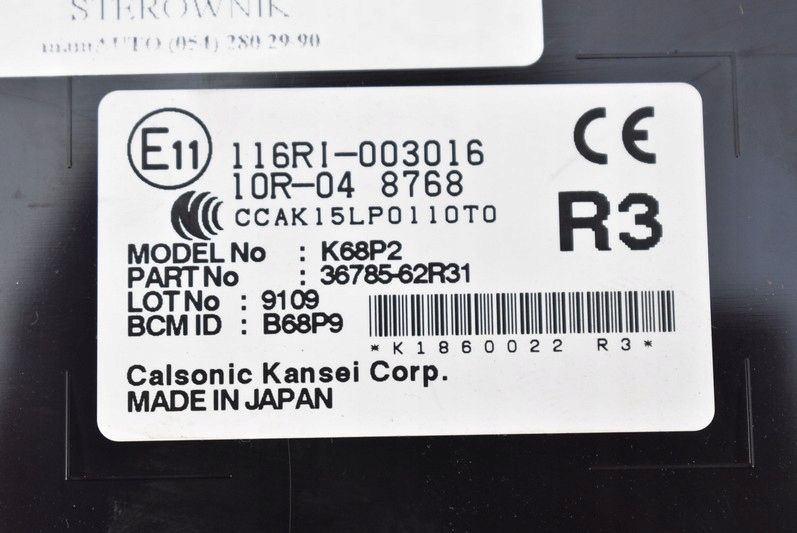 STEROWNIK
mamAUTO (054) 280 29-90
E11
116RI-003016
10R-04 8768
CCAK15LP0110T0
CE
R3
MODEL No : K68P2
PART No : 36785-62R31
LOT No : 9109
BCM ID : B68P9
*K1860022 R3*
Calsonic Kansei Corp.
MADE IN JAPAN